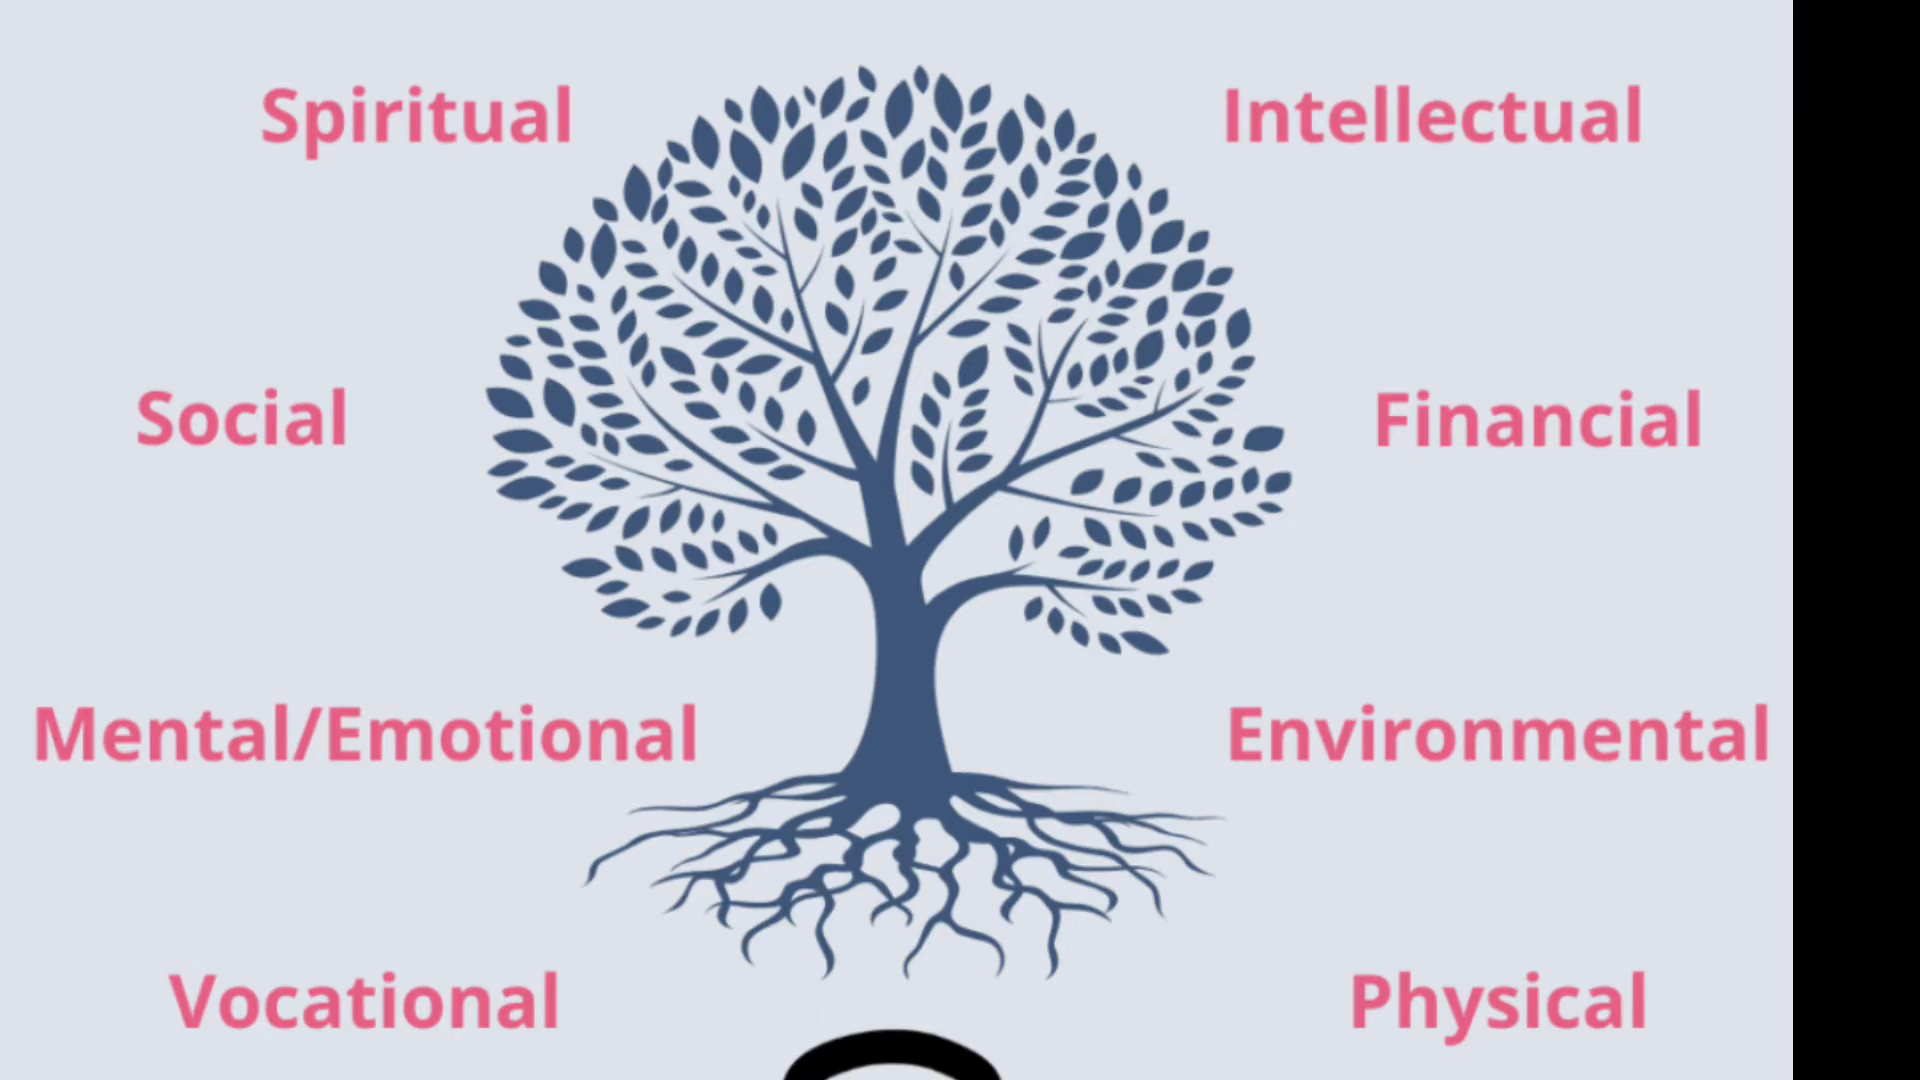 Spiritual
Intellectual
Social
Financial
Mental/Emotional
Environmental
Vocational
Physical